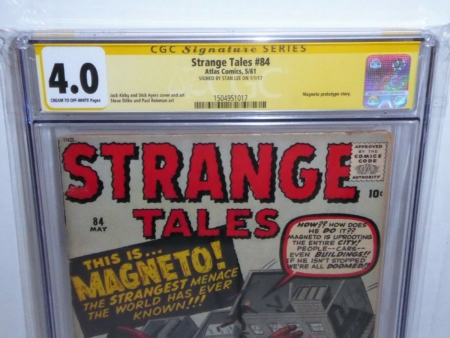 CGC Signature SERIES
4.0
CREAM TO OFF-WHITE Pages
Strange Tales #84
Atlas Comics, 5/61
SIGNED BY STAN LEE ON 1/5/17
Jack Kirby and Dick Ayers cover and art
Steve Ditko and Paul Reinman art
Magneto prototype story.
1504951017
STRANGE
TALES
84
MAY
APPROVED
BY THE
COMICS
CODE
AUTHORITY
10¢
THIS IS...
MAGNETO!
THE STRANGEST MENACE
THE WORLD HAS EVER
KNOWN!!!
HOW?? HOW DOES
HE DO IT??
MAGNETO IS UPROOTING
THE ENTIRE CITY!
PEOPLE--CARS--
EVEN BUILDINGS!!
IF HE ISN'T STOPPED,
WE'RE ALL DOOMED!!